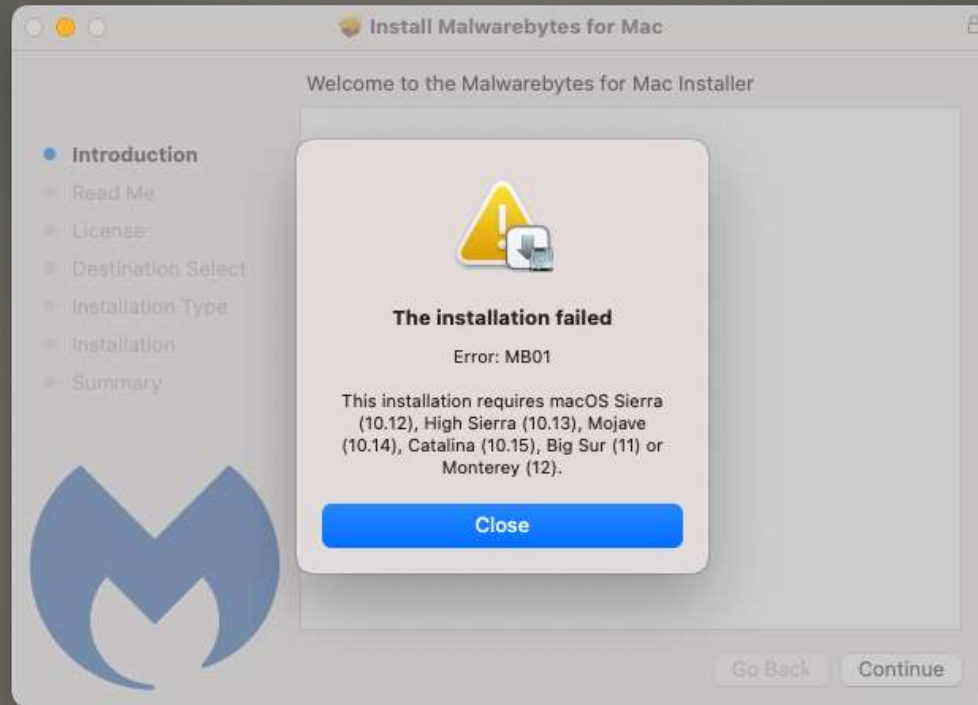 Install Malwarebytes for Mac
Welcome to the Malwarebytes for Mac Installer
Introduction
Read Me
License
Destination Select
Installation Type
Installation
Summary
The installation failed
Error: MB01
This installation requires macOS Sierra
(10.12), High Sierra (10.13), Mojave
(10.14), Catalina (10.15), Big Sur (11) or
Monterey (12).
Close
Go Back
Continue